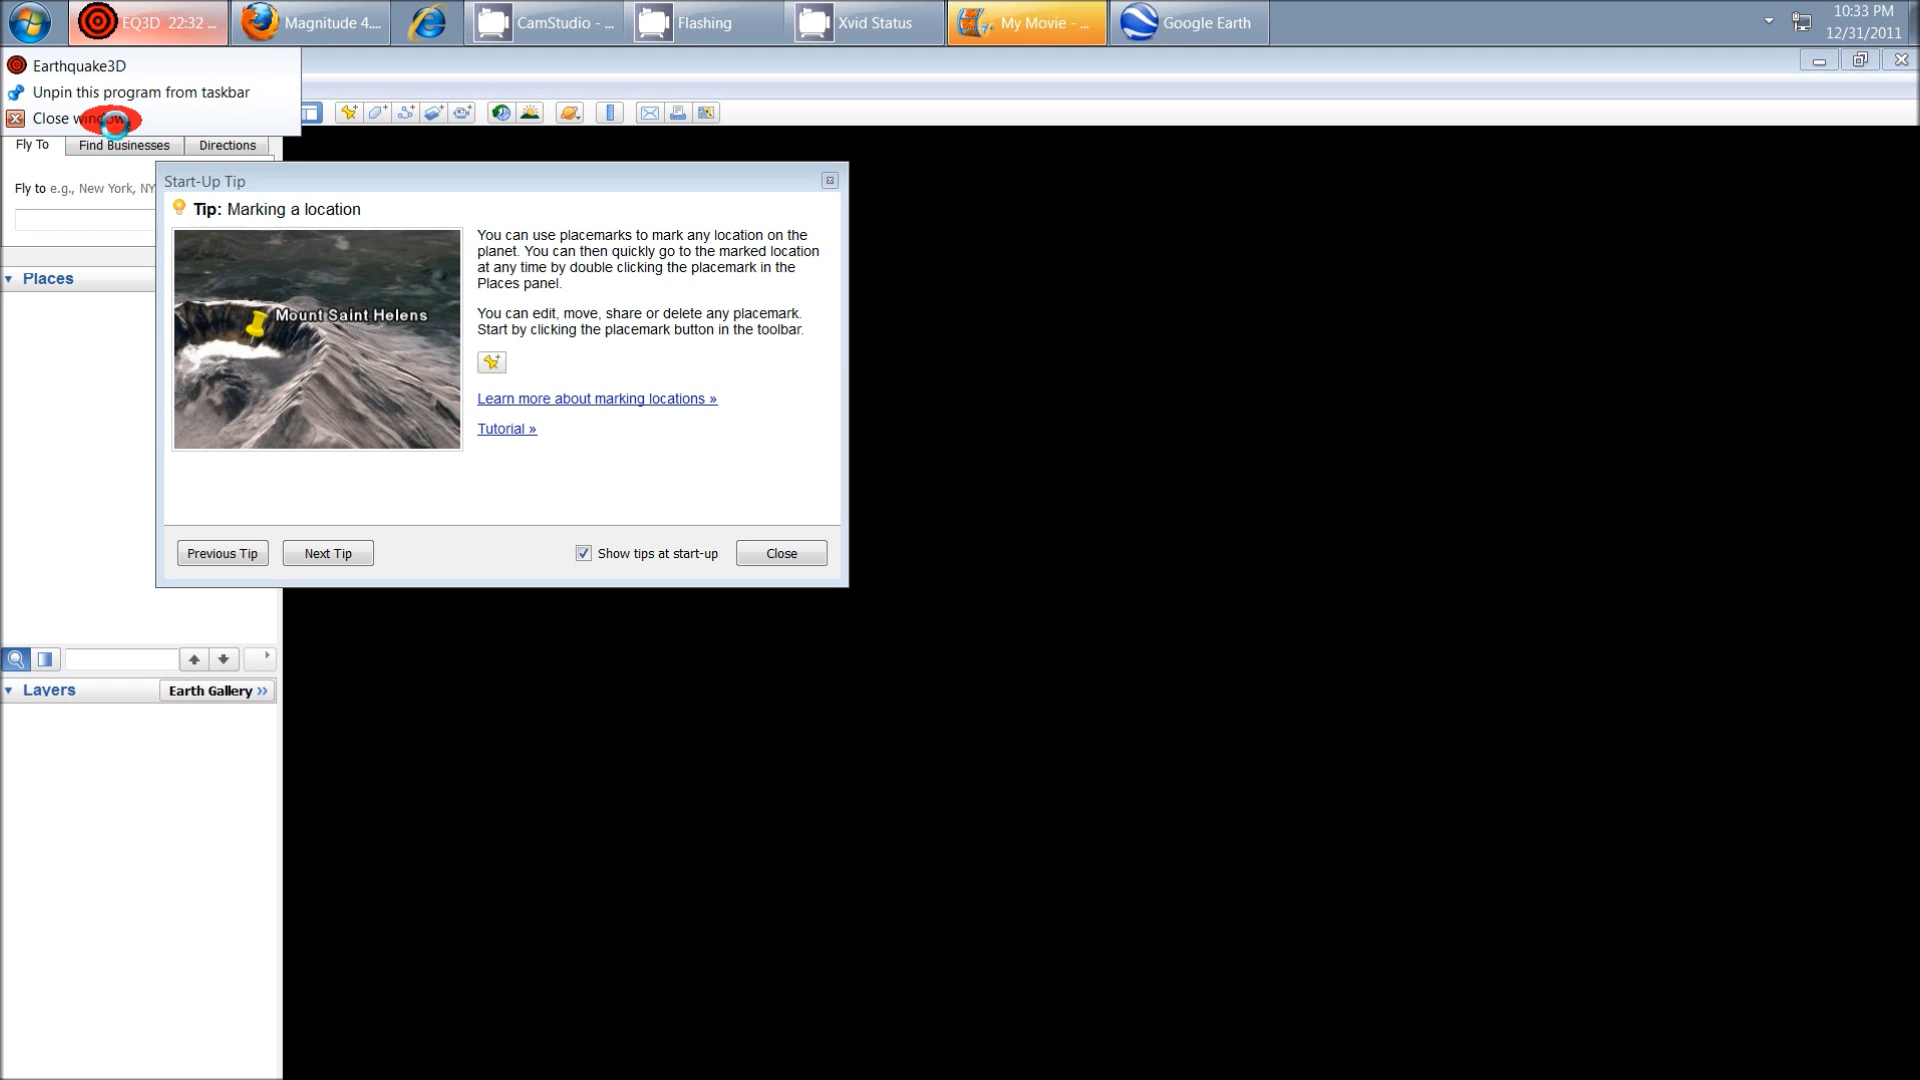 EQ3D 22:32 ...
Magnitude 4....
CamStudio - ...
Flashing
Xvid Status
My Movie - ...
Google Earth
10:33 PM
12/31/2011
Earthquake3D
Unpin this program from taskbar
Close window
Fly To
Find Businesses
Directions
Fly to e.g., New York, NY
Start-Up Tip
Tip: Marking a location
Mount Saint Helens
You can use placemarks to mark any location on the
planet. You can then quickly go to the marked location
at any time by double clicking the placemark in the
Places panel.
You can edit, move, share or delete any placemark.
Start by clicking the placemark button in the toolbar.
Learn more about marking locations »
Tutorial »
Previous Tip
Next Tip
Show tips at start-up
Close
Places
Layers
Earth Gallery »